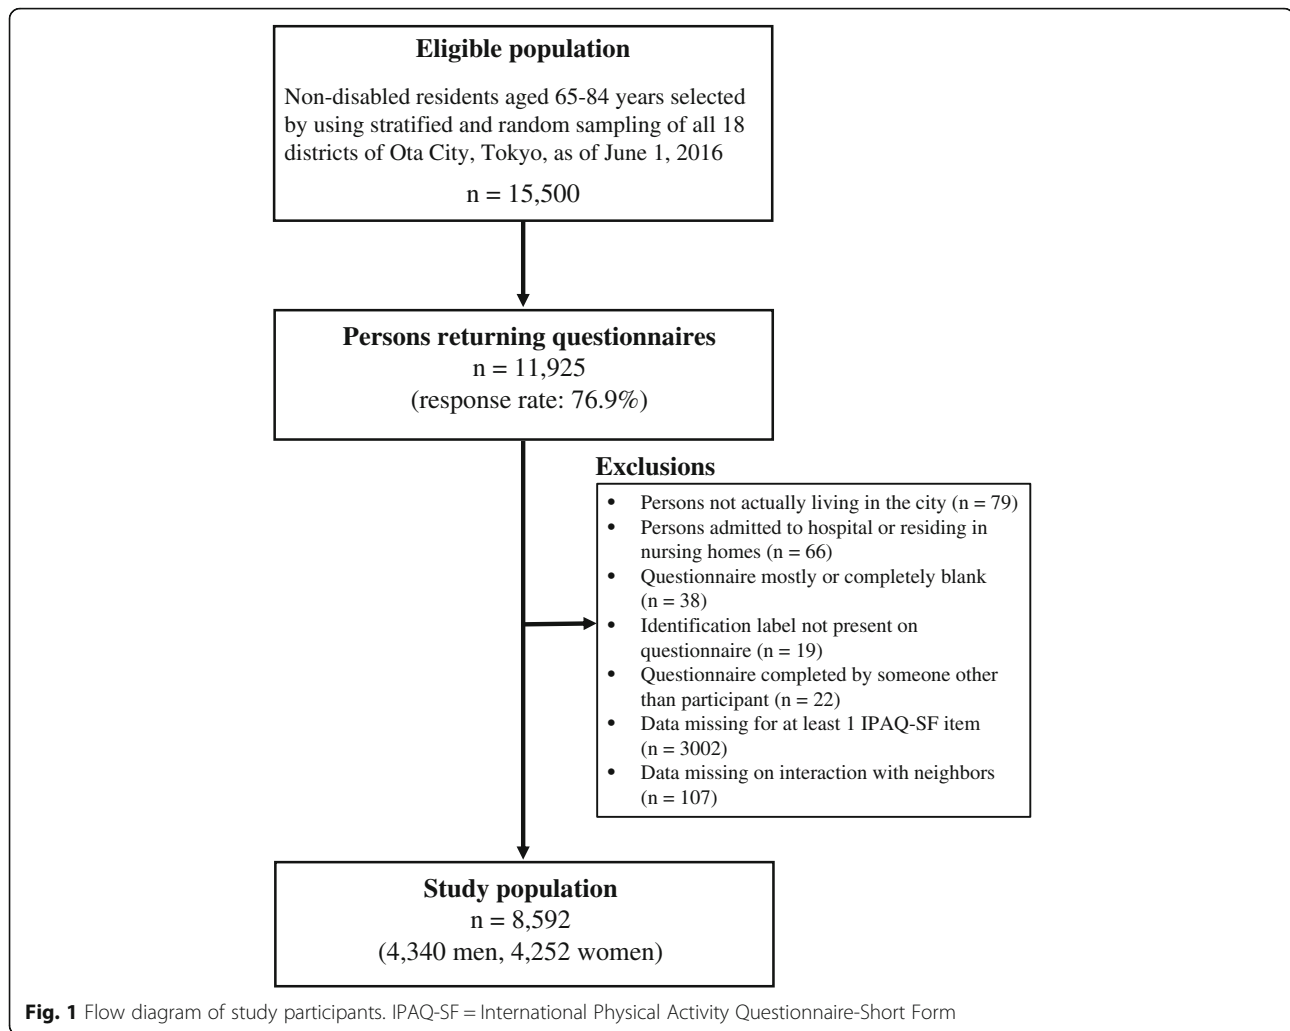 Eligible population
Non-disabled residents aged 65-84 years selected
by using stratified and random sampling of all 18
districts of Ota City, Tokyo, as of June 1, 2016
n = 15,500
Persons returning questionnaires
n = 11,925
(response rate: 76.9%)
Exclusions
• Persons not actually living in the city (n = 79)
• Persons admitted to hospital or residing in
nursing homes (n = 66)
• Questionnaire mostly or completely blank
(n = 38)
• Identification label not present on
questionnaire (n = 19)
• Questionnaire completed by someone other
than participant (n = 22)
• Data missing for at least 1 IPAQ-SF item
(n = 3002)
• Data missing on interaction with neighbors
(n = 107)
Study population
n = 8,592
(4,340 men, 4,252 women)
Fig. 1 Flow diagram of study participants. IPAQ-SF = International Physical Activity Questionnaire-Short Form